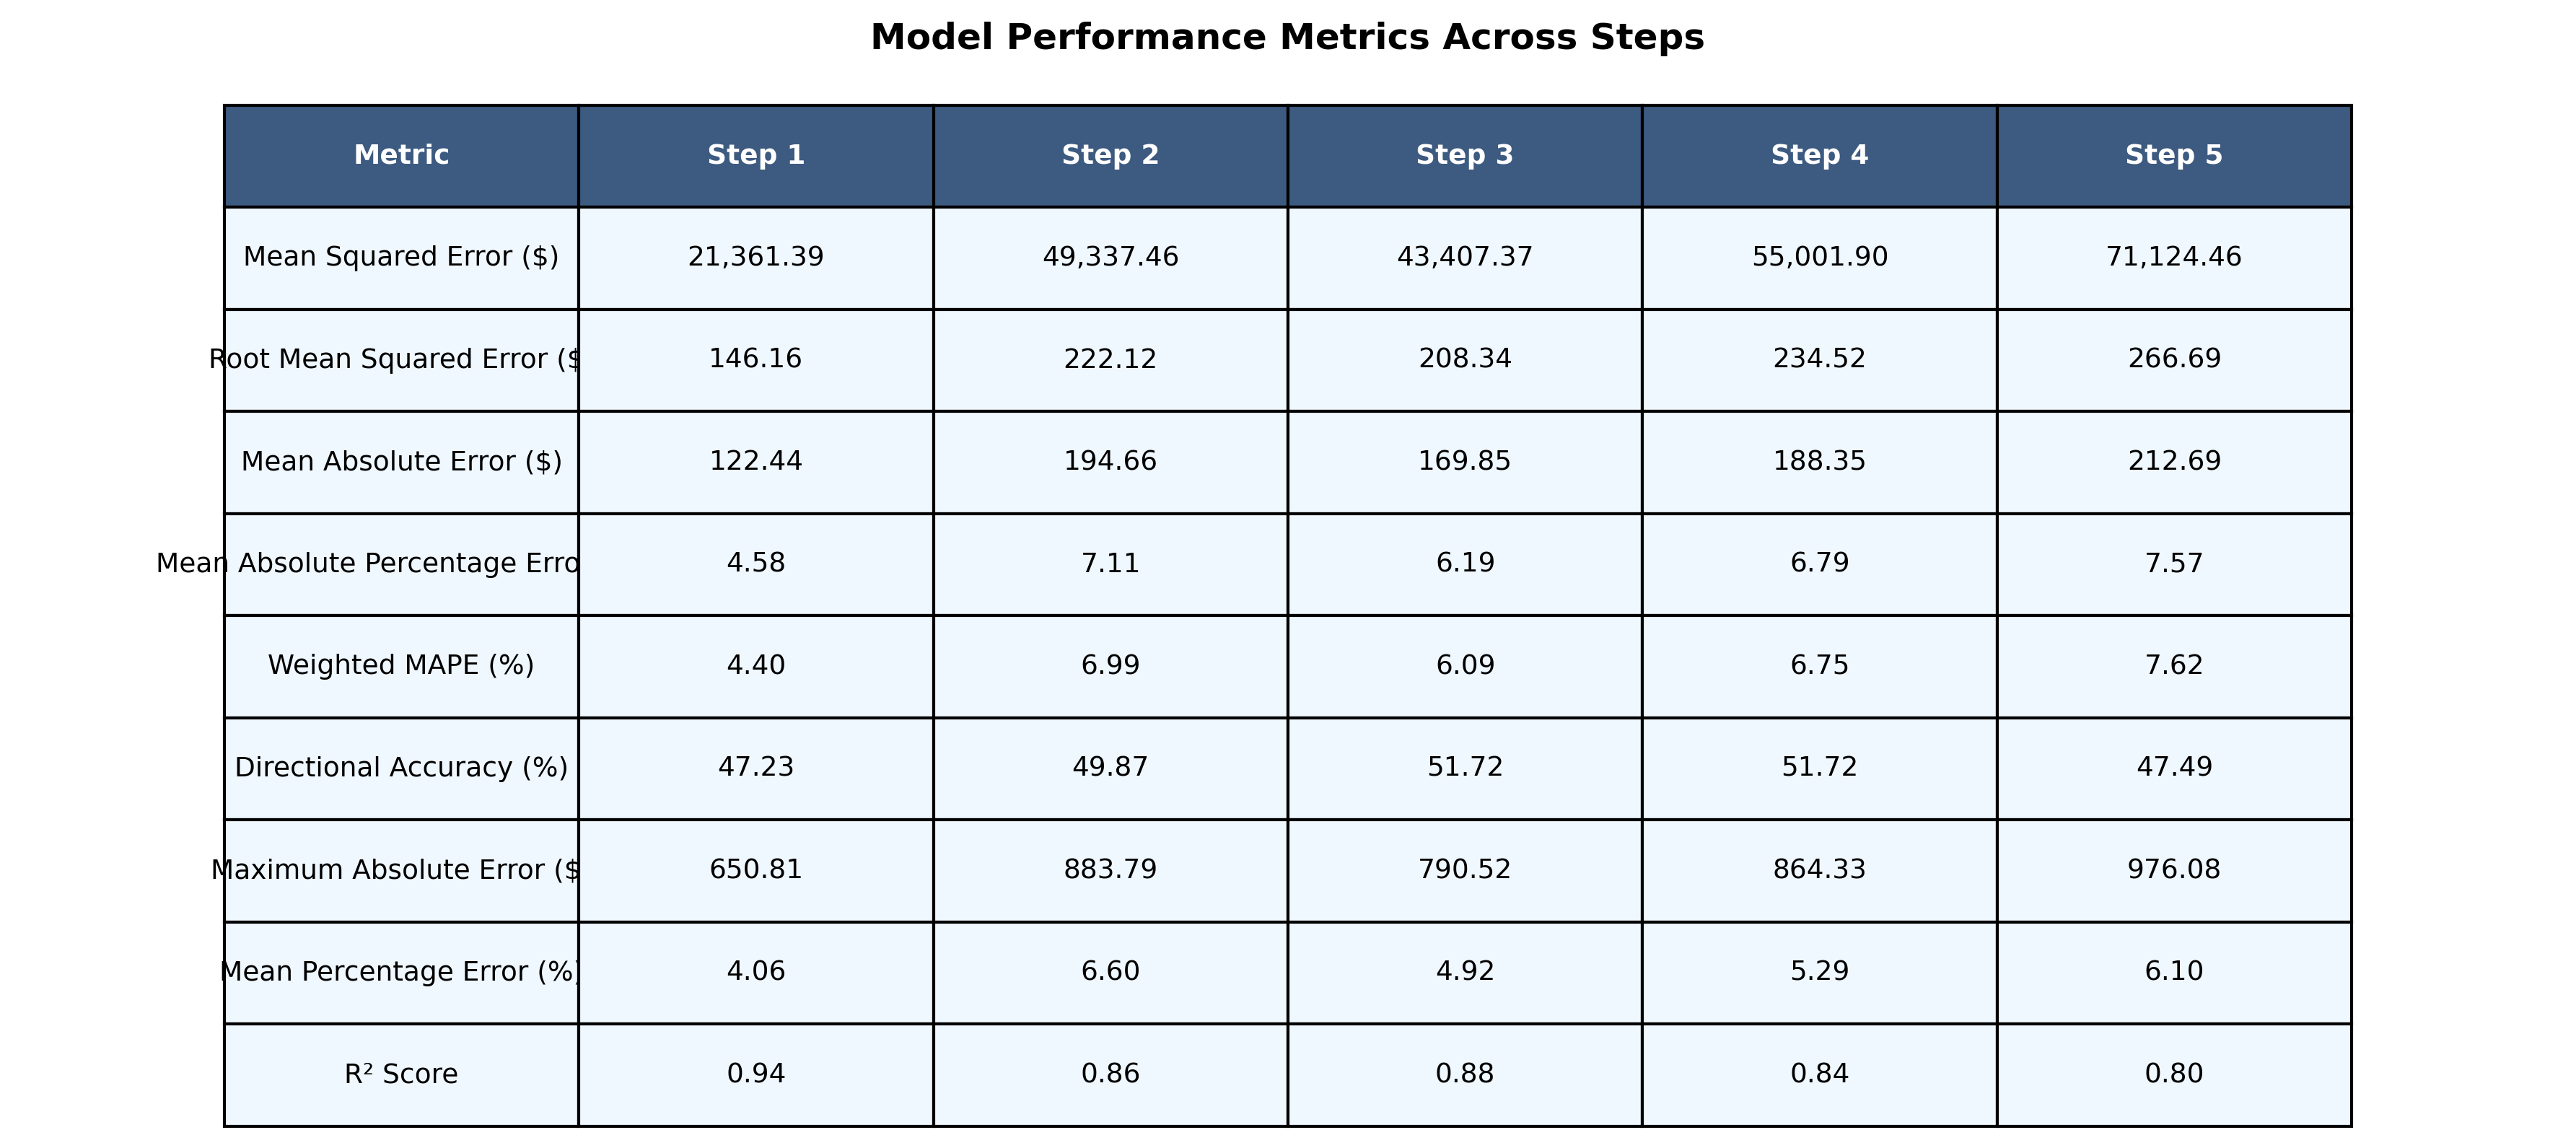 Model Performance Metrics Across Steps
Metric Step 1 Step 2 Step 3 Step 4 Step 5
Mean Squared Error ($) 21,361.39 49,337.46 43,407.37 55,001.90 71,124.46
Root Mean Squared Error ($ 146.16 222.12 208.34 234.52 266.69
Mean Absolute Error ($) 122.44 194.66 169.85 188.35 212.69
Mean Absolute Percentage Erro 4.58 7.11 6.19 6.79 7.57
Weighted MAPE (%) 4.40 6.99 6.09 6.75 7.62
Directional Accuracy (%) 47.23 49.87 51.72 51.72 47.49
Maximum Absolute Error ($ 650.81 883.79 790.52 864.33 976.08
Mean Percentage Error (%) 4.06 6.60 4.92 5.29 6.10
R² Score 0.94 0.86 0.88 0.84 0.80